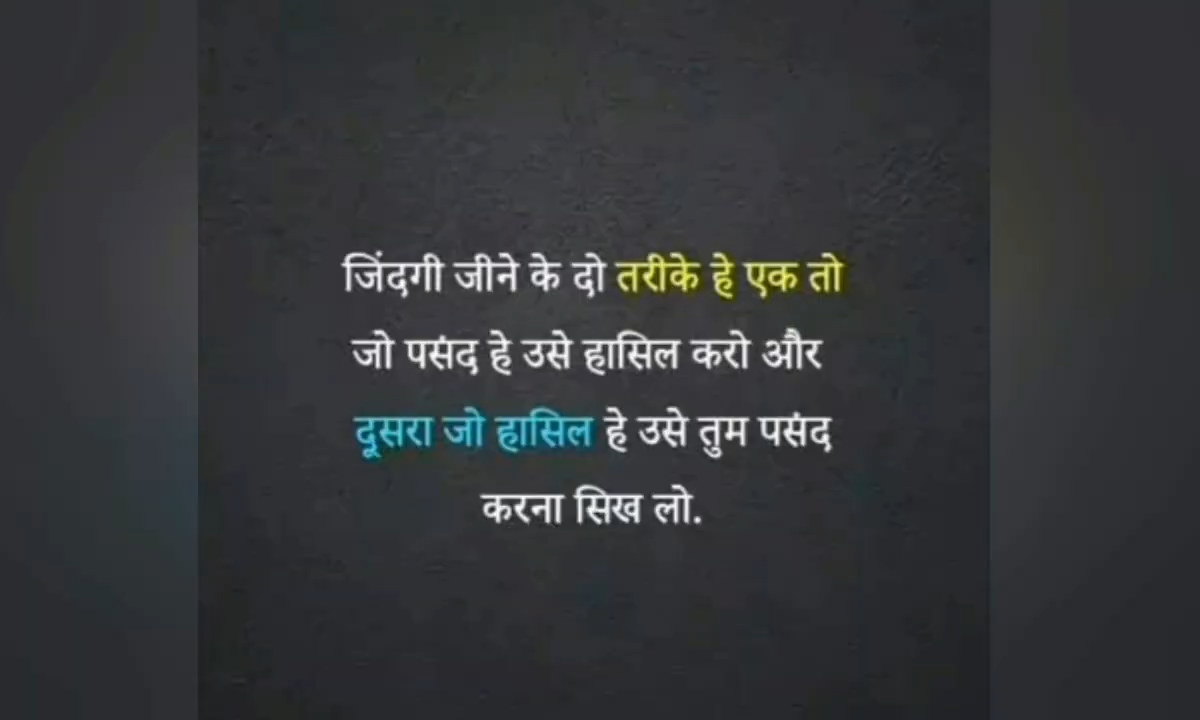 जिंदगी जीने के दो तरीके हे एक तो
जो पसंद हे उसे हासिल करो और
दूसरा जो हासिल हे उसे तुम पसंद
करना सिख लो.